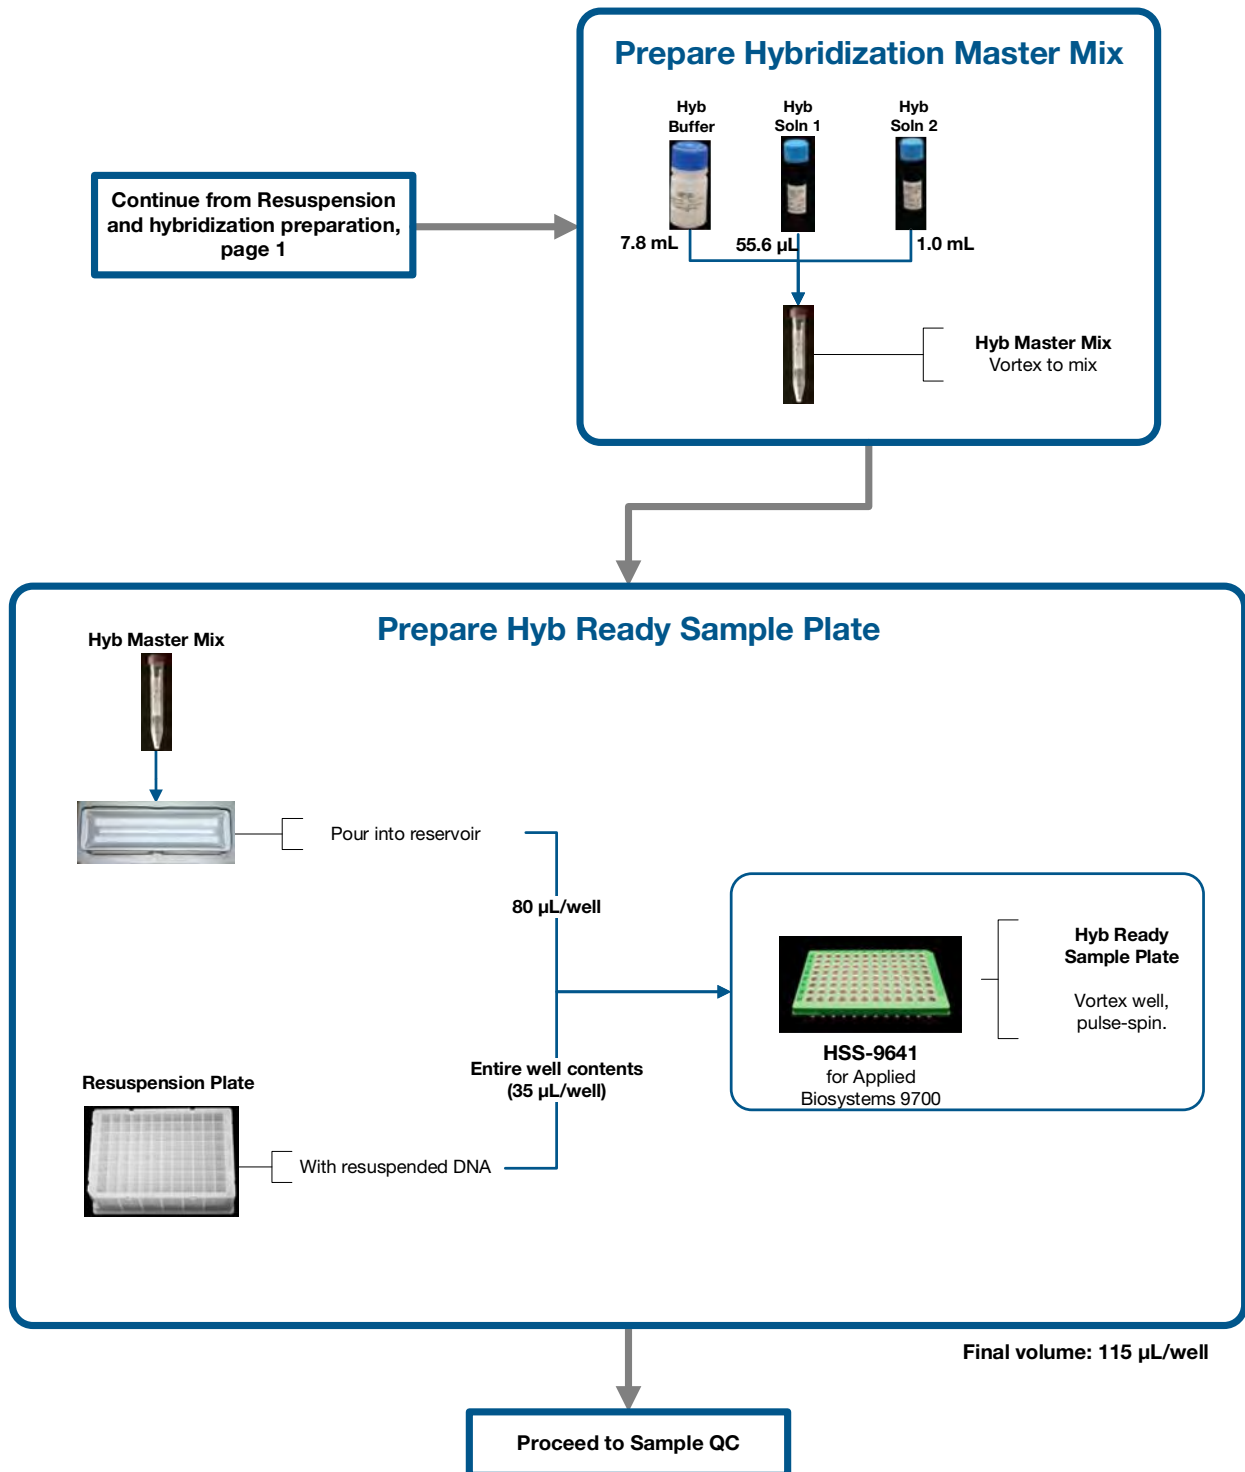 Prepare Hybridization Master Mix
Hyb
Buffer
Hyb
Soln 1
Hyb
Soln 2
Continue from Resuspension
and hybridization preparation,
page 1
7.8 mL
55.6 µL
1.0 mL
Hyb Master Mix
Vortex to mix
Prepare Hyb Ready Sample Plate
Hyb Master Mix
Pour into reservoir
80 µL/well
Hyb Ready
Sample Plate
Vortex well,
pulse-spin.
HSS-9641
for Applied
Biosystems 9700
Entire well contents
(35 µL/well)
Resuspension Plate
With resuspended DNA
Final volume: 115 µL/well
Proceed to Sample QC